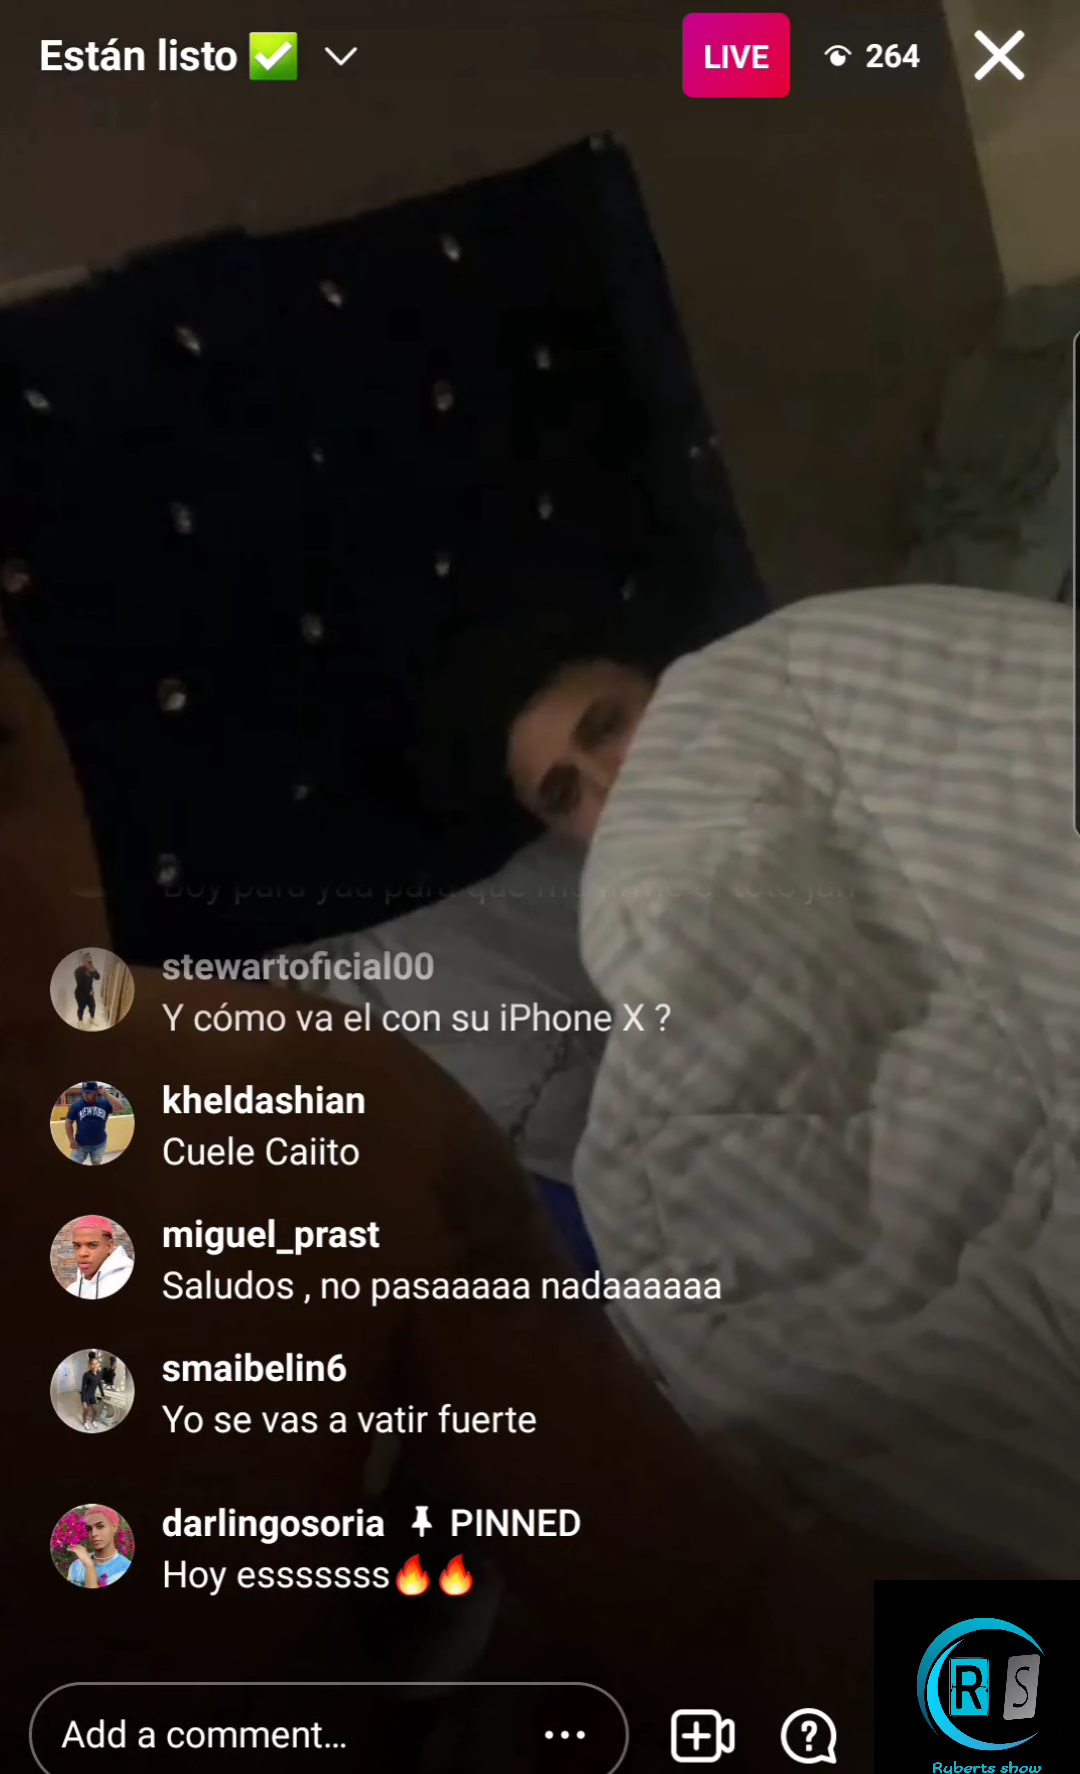 Están listo ✅
LIVE
264
stewartoficial00
Y cómo va el con su iPhone X ?
kheldashian
Cuele Caiito
miguel_prast
Saludos , no pasaaaaa nadaaaaaa
smaibelin6
Yo se vas a vatir fuerte
darlingosoria PINNED
Hoy esssssss🔥🔥
Add a comment...
R S
Ryberts show